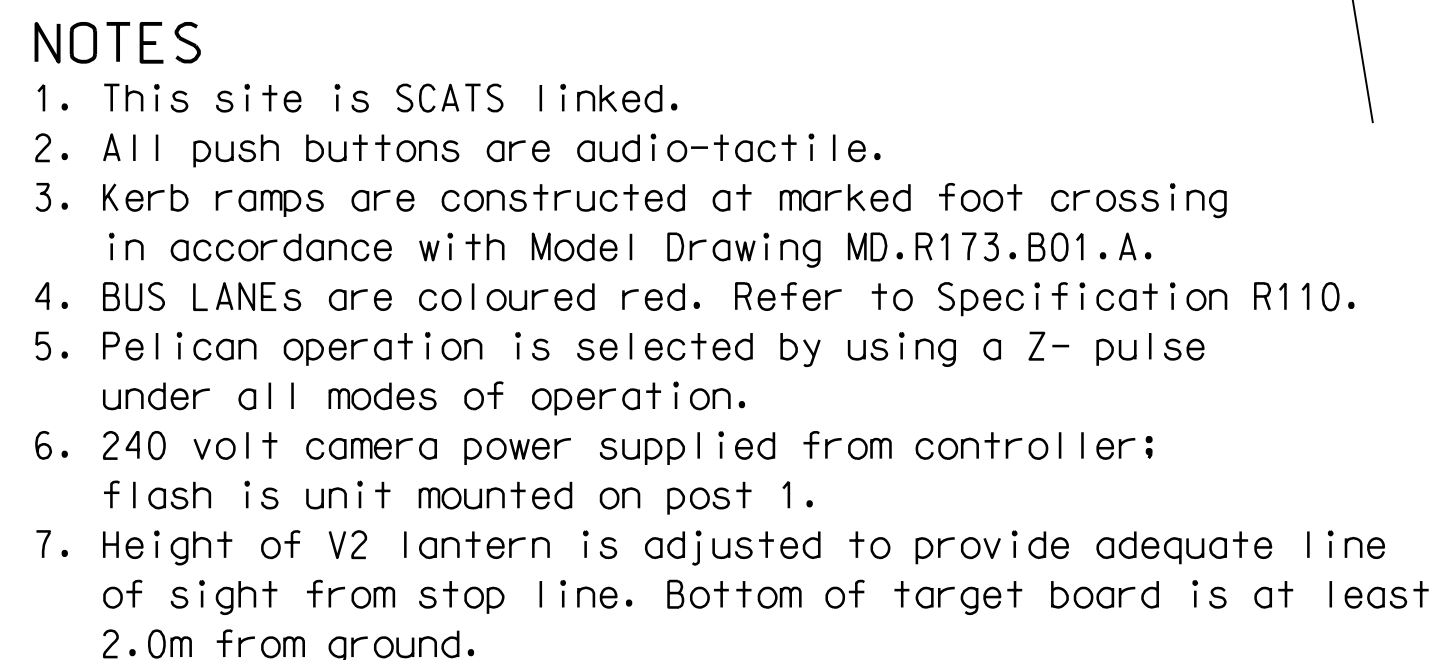 NOTES
1. This site is SCATS linked.
2. All push buttons are audio-tactile.
3. Kerb ramps are constructed at marked foot crossing
in accordance with Model Drawing MD.R173.B01.A.
4. BUS LANEs are coloured red. Refer to Specification R110.
5. Pelican operation is selected by using a Z- pulse
under all modes of operation.
6. 240 volt camera power supplied from controller;
flash is unit mounted on post 1.
7. Height of V2 lantern is adjusted to provide adequate line
of sight from stop line. Bottom of target board is at least
2.0m from ground.